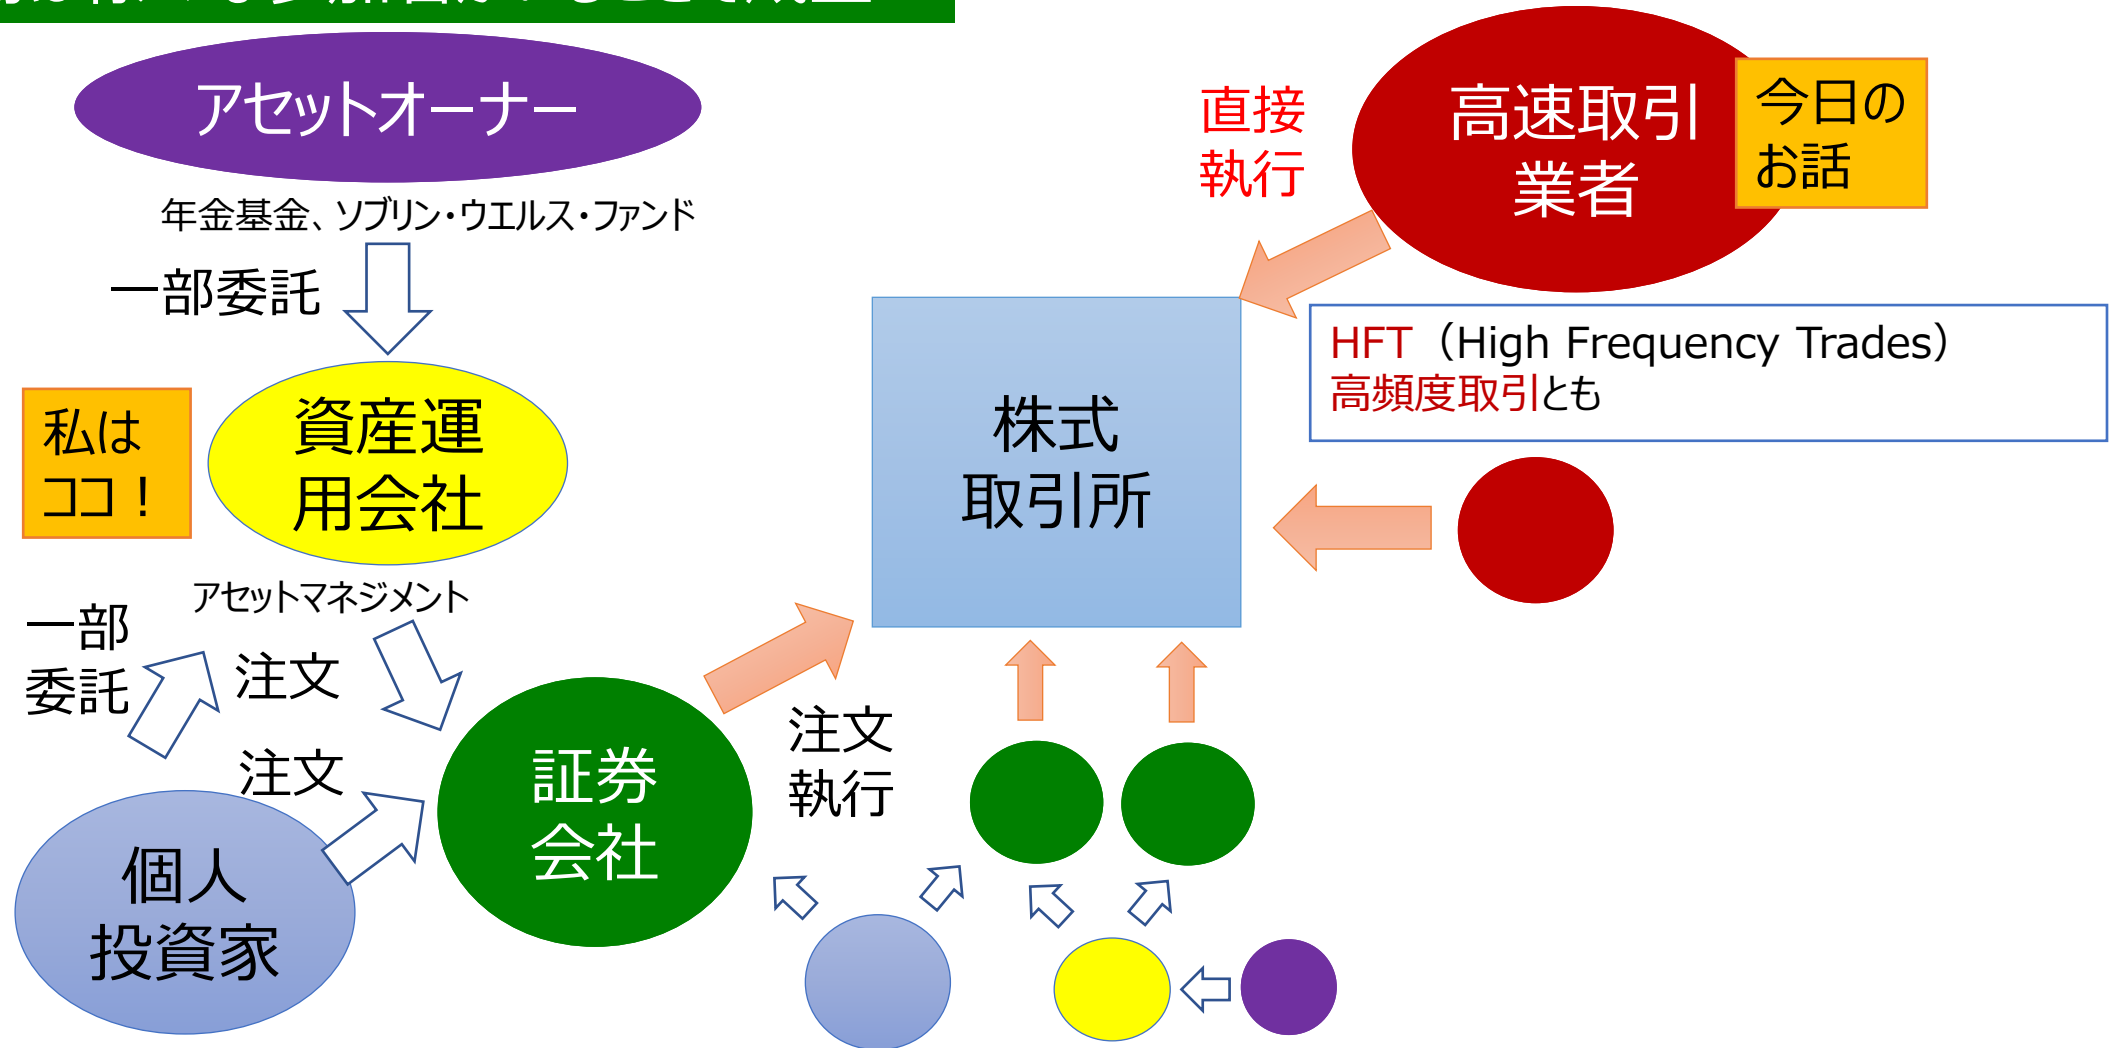 アセットオーナー
年金基金、ソブリン・ウエルス・ファンド
一部委託
私は
ココ！
資産運
用会社
アセットマネジメント
一部
委託
注文
注文
個人
投資家
証券
会社
注文
執行
株式
取引所
直接
執行
高速取引
業者
今日の
お話
HFT（High Frequency Trades）
高頻度取引とも